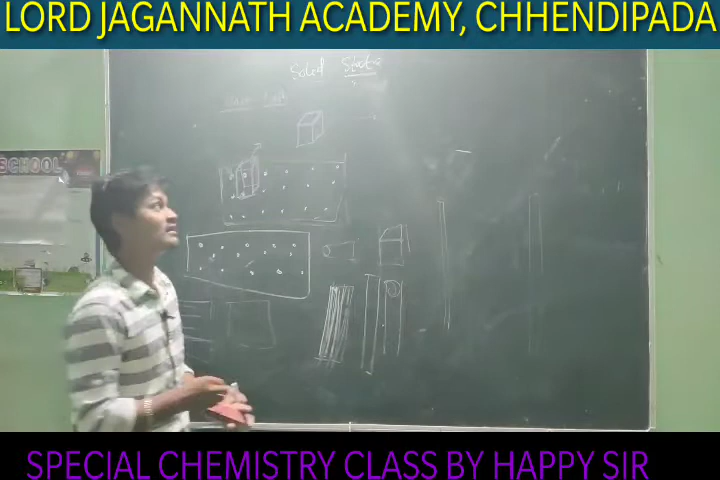 LORD JAGANNATH ACADEMY, CHHENDIPADA
Solid State
SCHOOL
SPECIAL CHEMISTRY CLASS BY HAPPY SIR